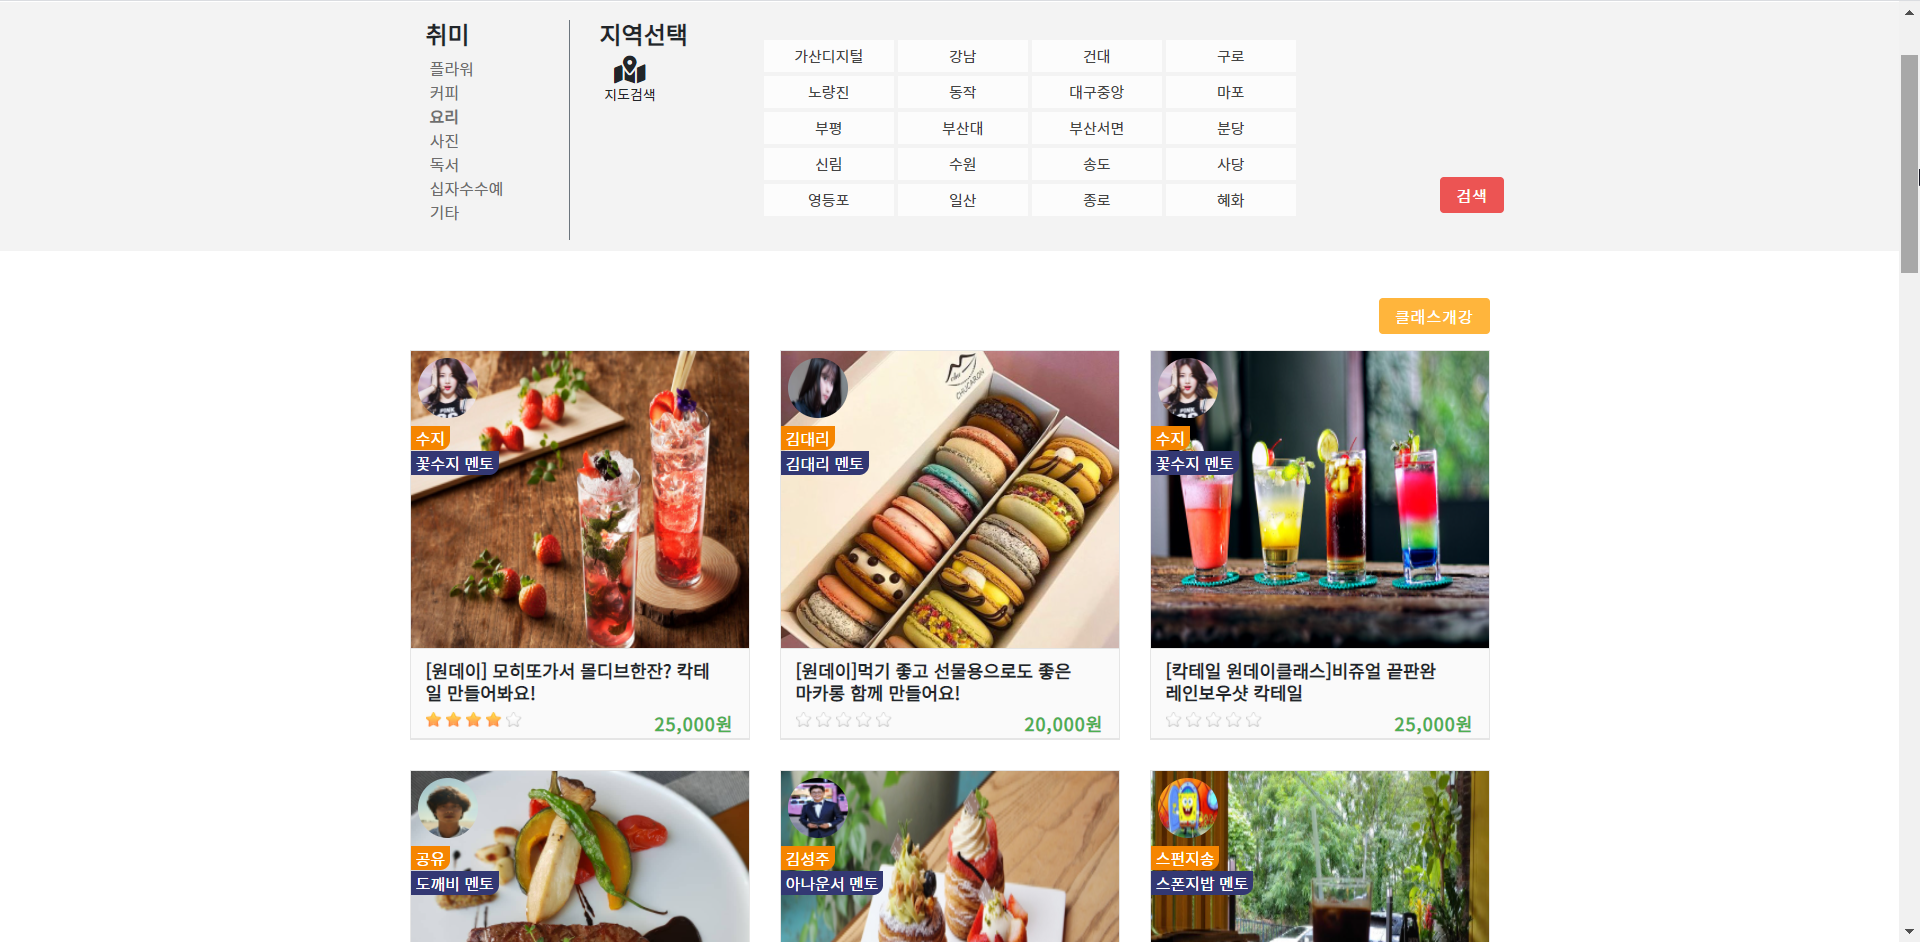 취미
플라워
커피
요리
사진
독서
십자수수예
기타
지역선택
지도검색
가산디지털 강남 건대 구로
노량진 동작 대구중앙 마포
부평 부산대 부산서면 분당
신림 수원 송도 사당
영등포 일산 종로 혜화
검색
클래스개강
수지
꽃수지 멘토
[원데이] 모히또가서 몰디브한잔? 칵테
일 만들어봐요!
25,000원
CHUCARON
김대리
김대리 멘토
[원데이]먹기 좋고 선물용으로도 좋은
마카롱 함께 만들어요!
20,000원
수지
꽃수지 멘토
[칵테일 원데이클래스]비쥬얼 끝판완
레인보우샷 칵테일
25,000원
공유
도깨비 멘토
김성주
아나운서 멘토
스펀지송
스폰지밥 멘토